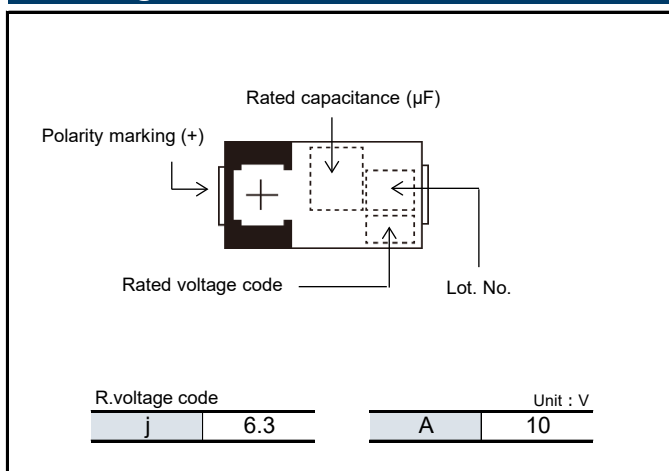 Rated capacitance (μF)
Polarity marking (+)
Rated voltage code
Lot. No.
R.voltage code
Unit : V
j 6.3 A 10